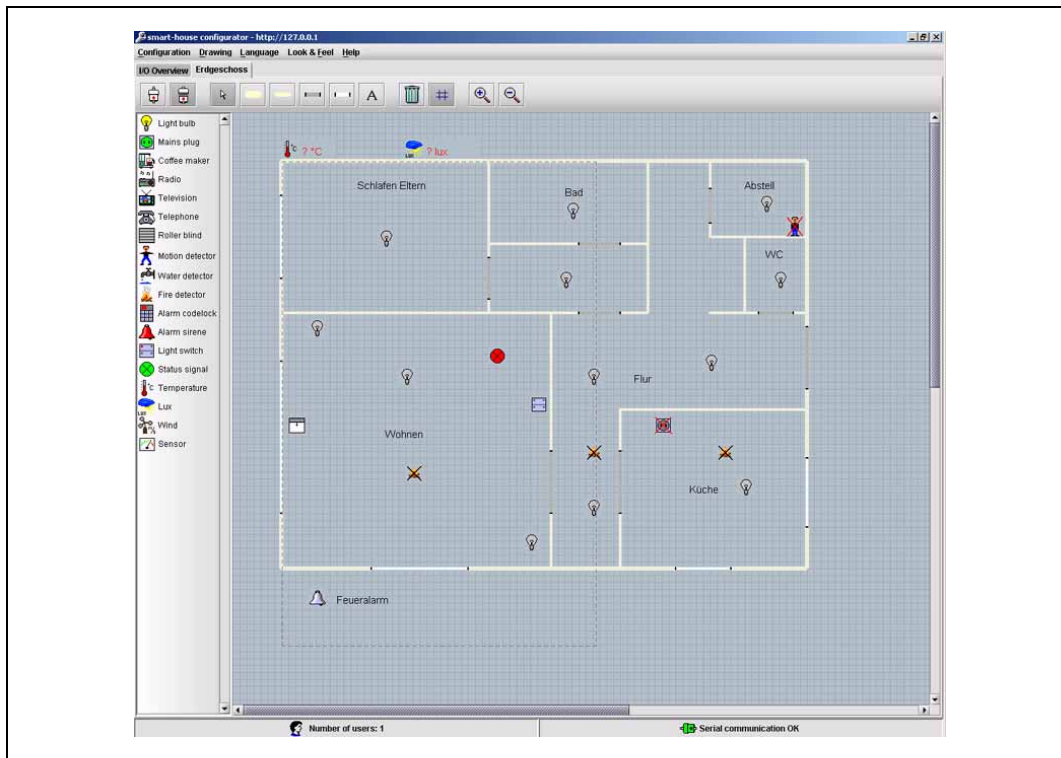 smart-house configurator - http://127.0.0.1
Configuration Drawing Language Look & Feel Help
I/O Overview Erdgeschoss
A
Light bulb
Mains plug
Coffee maker
Radio
Television
Telephone
Roller blind
Motion detector
Water detector
Fire detector
Alarm codelock
Alarm sirene
Light switch
Status signal
°C Temperature
Lux
LUX
Wind
Sensor
°C ? °C
LUX ? lux
Schlafen Eltern
Bad
Abstell
WC
Flur
Wohnen
Küche
Feueralarm
Number of users: 1
Serial communication OK